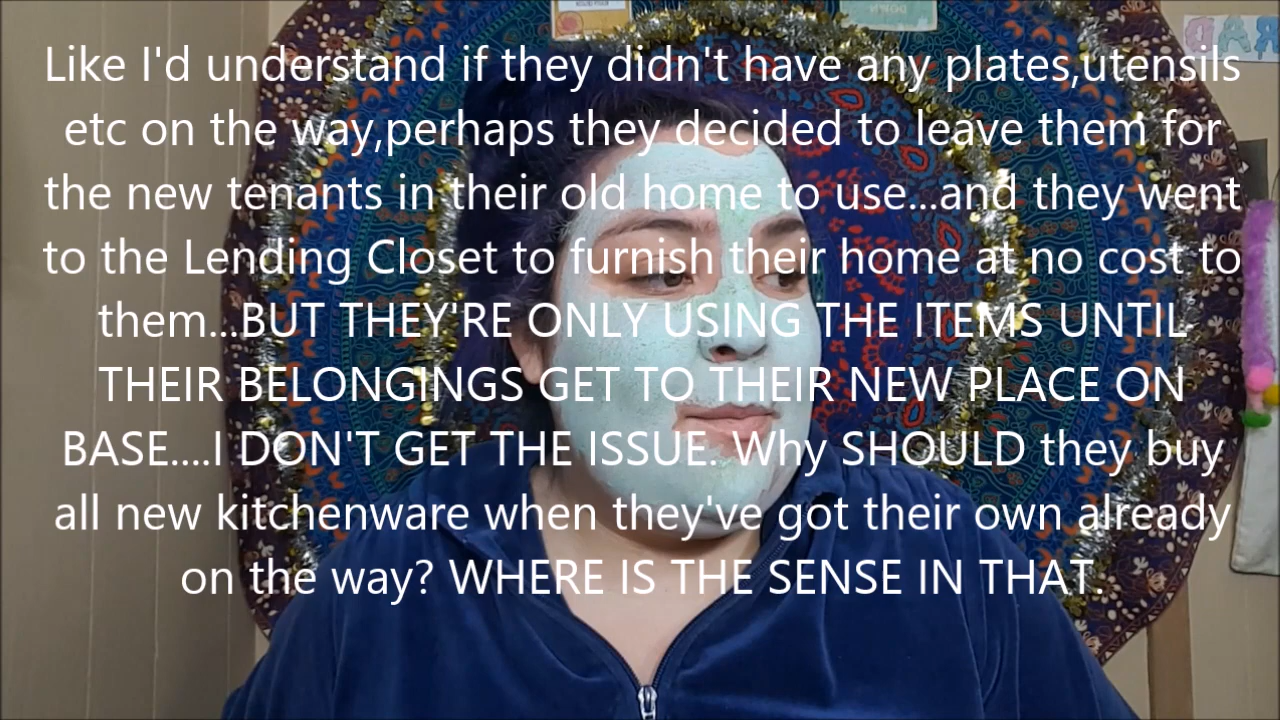 Like I'd understand if they didn't have any plates,utensils
etc on the way,perhaps they decided to leave them for
the new tenants in their old home to use...and they went
to the Lending Closet to furnish their home at no cost to
them...BUT THEY'RE ONLY USING THE ITEMS UNTIL
THEIR BELONGINGS GET TO THEIR NEW PLACE ON
BASE....I DON'T GET THE ISSUE. Why SHOULD they buy
all new kitchenware when they've got their own already
on the way? WHERE IS THE SENSE IN THAT.